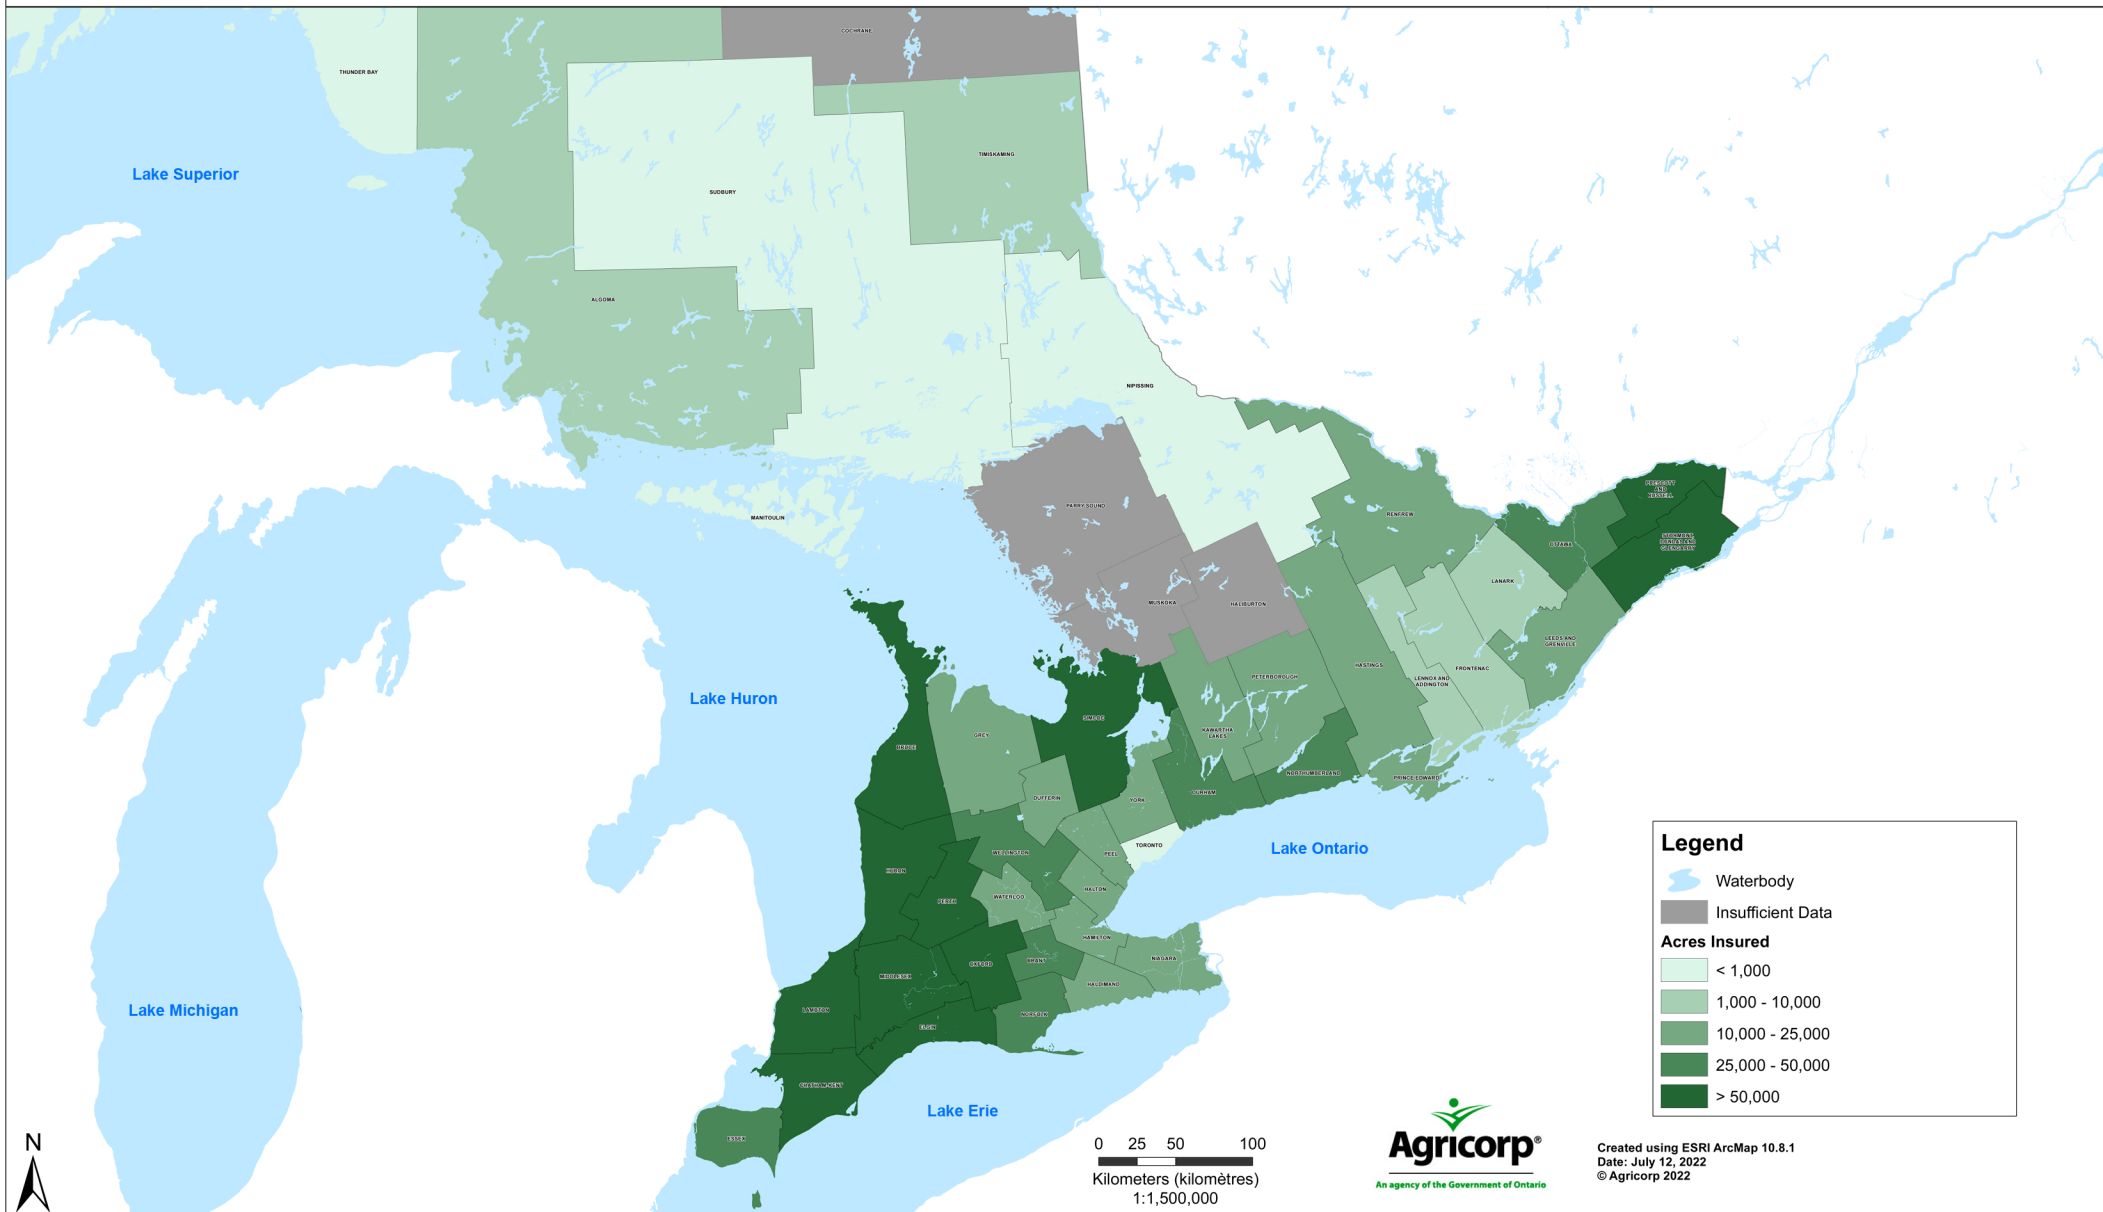 COCHRANE
THUNDER BAY
TIMISKAMING
Lake Superior
SUDBURY
ALGOMA
NIPISSING
PRESCOTT
AND
RUSSELL
PARRY SOUND
RENFREW
MANITOULIN
STORMONT,
DUNDAS AND
GLENGARRY
OTTAWA
LANARK
MUSKOKA
HALIBURTON
LEEDS AND
GRENVILLE
HASTINGS
FRONTENAC
PETERBOROUGH
LENNOX AND
ADDINGTON
Lake Huron
SIMCOE
KAWARTHA
LAKES
GREY
BRUCE
NORTHUMBERLAND
PRINCE EDWARD
DURHAM
DUFFERIN
YORK
TORONTO
Lake Ontario
WELLINGTON
PEEL
HURON
HALTON
WATERLOO
PERTH
HAMILTON
NIAGARA
BRANT
OXFORD
MIDDLESEX
HALDIMAND
Lake Michigan
LAMBTON
NORFOLK
ELGIN
CHATHAM-KENT
Lake Erie
ESSEX
Legend
Waterbody
Insufficient Data
Acres Insured
< 1,000
1,000 - 10,000
10,000 - 25,000
25,000 - 50,000
> 50,000
N
0 25 50 100
Kilometers (kilomètres)
1:1,500,000
Agricorp®
An agency of the Government of Ontario
Created using ESRI ArcMap 10.8.1
Date: July 12, 2022
© Agricorp 2022